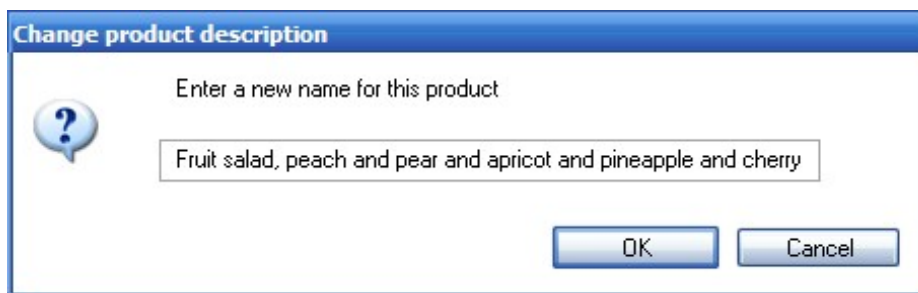 Change product description
Enter a new name for this product
?
Fruit salad, peach and pear and apricot and pineapple and cherry
OK Cancel